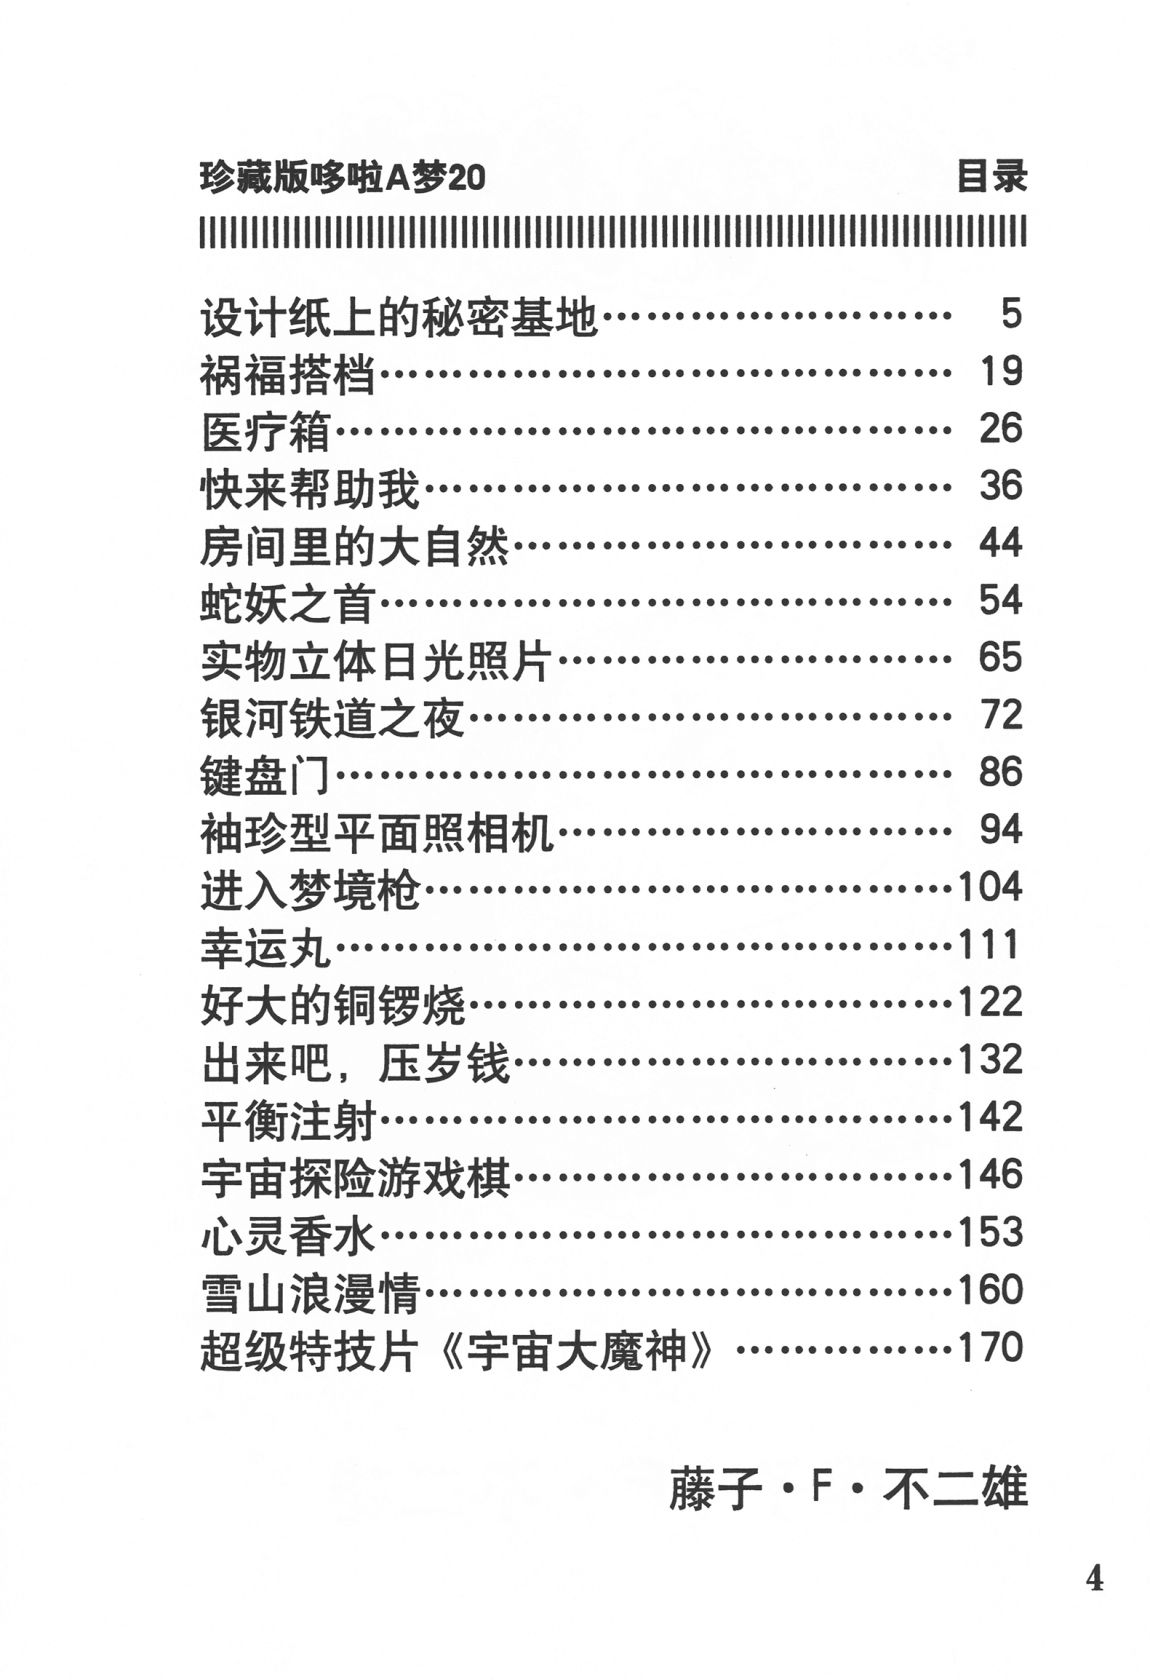 珍藏版哆啦A梦20 目录
设计纸上的秘密基地……………………… 5
祸福搭档……………………………………… 19
医疗箱………………………………………… 26
快来帮助我…………………………………… 36
房间里的大自然……………………………… 44
蛇妖之首……………………………………… 54
实物立体日光照片…………………………… 65
银河铁道之夜………………………………… 72
键盘门………………………………………… 86
袖珍型平面照相机…………………………… 94
进入梦境枪……………………………………104
幸运丸…………………………………………111
好大的铜锣烧…………………………………122
出来吧，压岁钱………………………………132
平衡注射………………………………………142
宇宙探险游戏棋………………………………146
心灵香水………………………………………153
雪山浪漫情……………………………………160
超级特技片《宇宙大魔神》……………170
藤子·F·不二雄
4